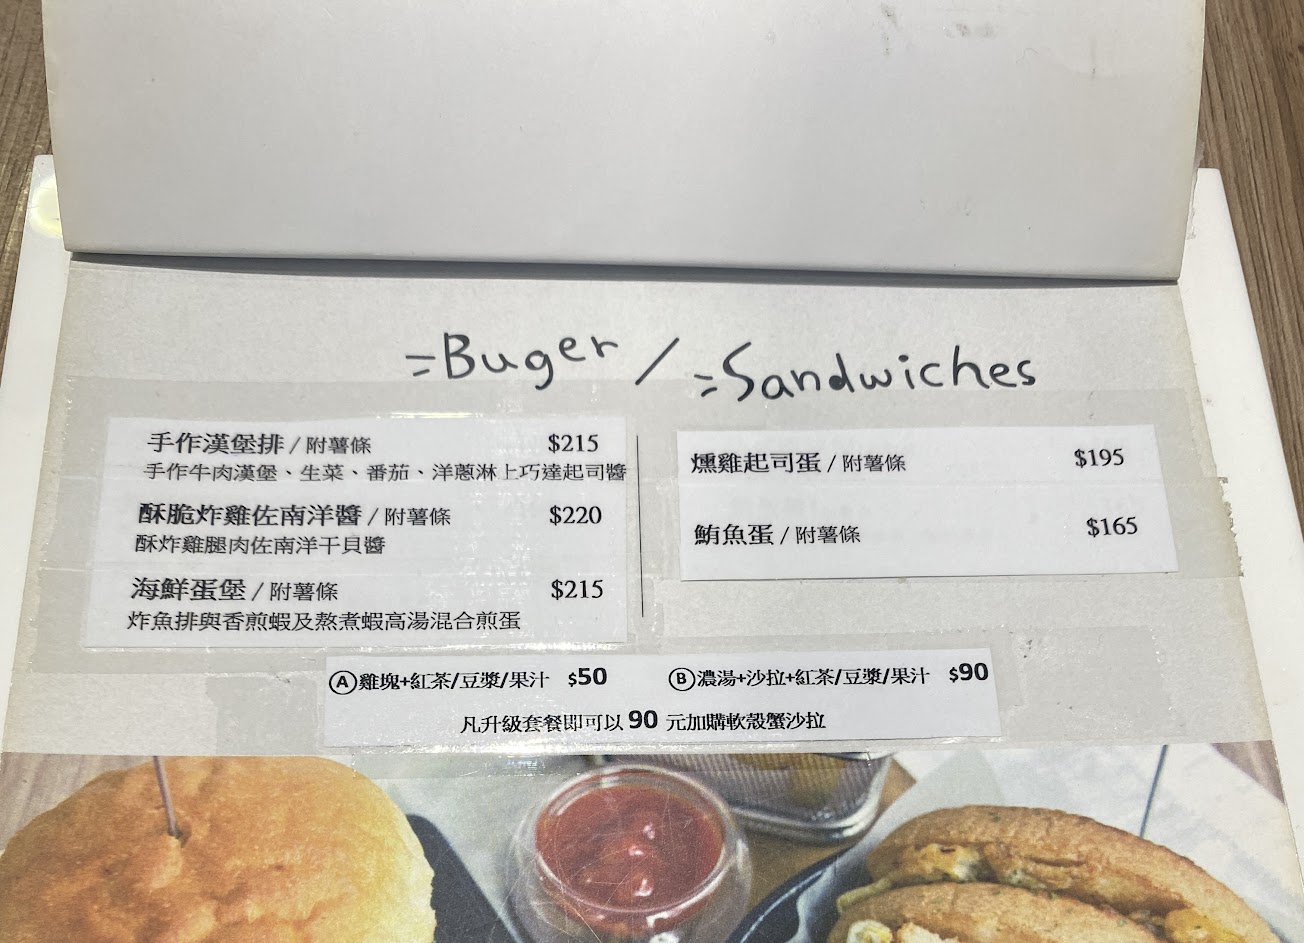 Buger / Sandwiches
手作漢堡排 / 附薯條 $215
手作牛肉漢堡、生菜、番茄、洋蔥淋上巧達起司醬
酥脆炸雞佐南洋醬 / 附薯條 $220
酥炸雞腿肉佐南洋干貝醬
海鮮蛋堡 / 附薯條 $215
炸魚排與香煎蝦及熬煮蝦高湯混合煎蛋
燻雞起司蛋 / 附薯條 $195
鮪魚蛋 / 附薯條 $165
Ⓐ雞塊+紅茶/豆漿/果汁 $50 Ⓑ濃湯+沙拉+紅茶/豆漿/果汁 $90
凡升級套餐即可以 90 元加購軟殼蟹沙拉